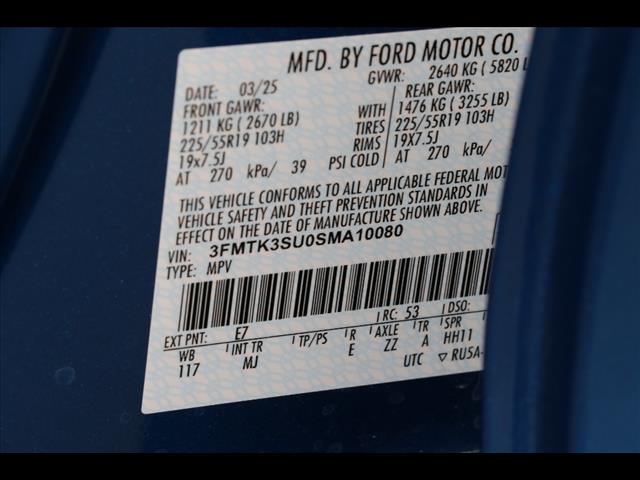 MFD. BY FORD MOTOR CO.
DATE: 03/25 GVWR: 2640 KG ( 5820 L
FRONT GAWR: REAR GAWR:
1211 KG ( 2670 LB) WITH 1476 KG ( 3255 LB)
225/55R19 103H TIRES 225/55R19 103H
19x7.5J RIMS 19X7.5J
AT 270 kPa/ 39 PSI COLD AT 270 kPa/
THIS VEHICLE CONFORMS TO ALL APPLICABLE FEDERAL MOT
VEHICLE SAFETY AND THEFT PREVENTION STANDARDS IN
EFFECT ON THE DATE OF MANUFACTURE SHOWN ABOVE.
VIN: 3FMTK3SU0SMA10080
TYPE: MPV
EXT PNT: E7 RC: 53 DSO:
WB INT TR TP/PS R AXLE TR SPR
117 MJ E ZZ A HH11
UTC ▽ RU5A-